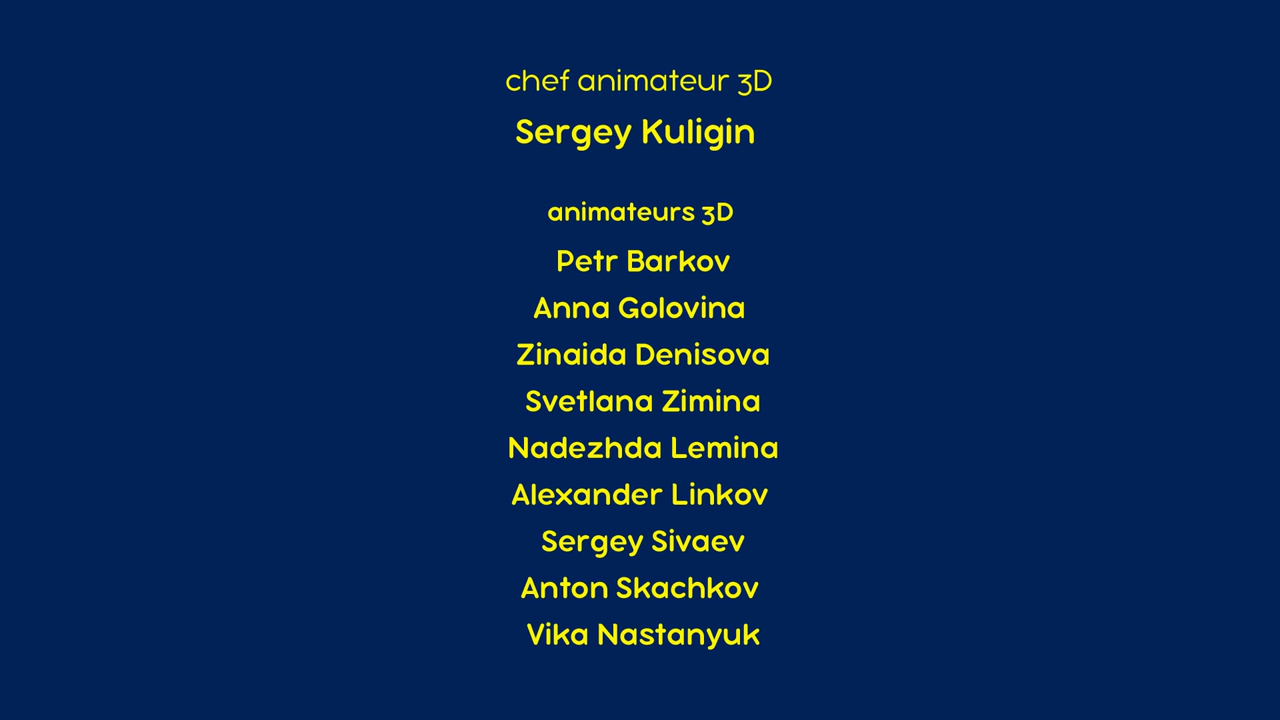 chef animateur 3D
Sergey Kuligin
animateurs 3D
Petr Barkov
Anna Golovina
Zinaida Denisova
Svetlana Zimina
Nadezhda Lemina
Alexander Linkov
Sergey Sivaev
Anton Skachkov
Vika Nastanyuk